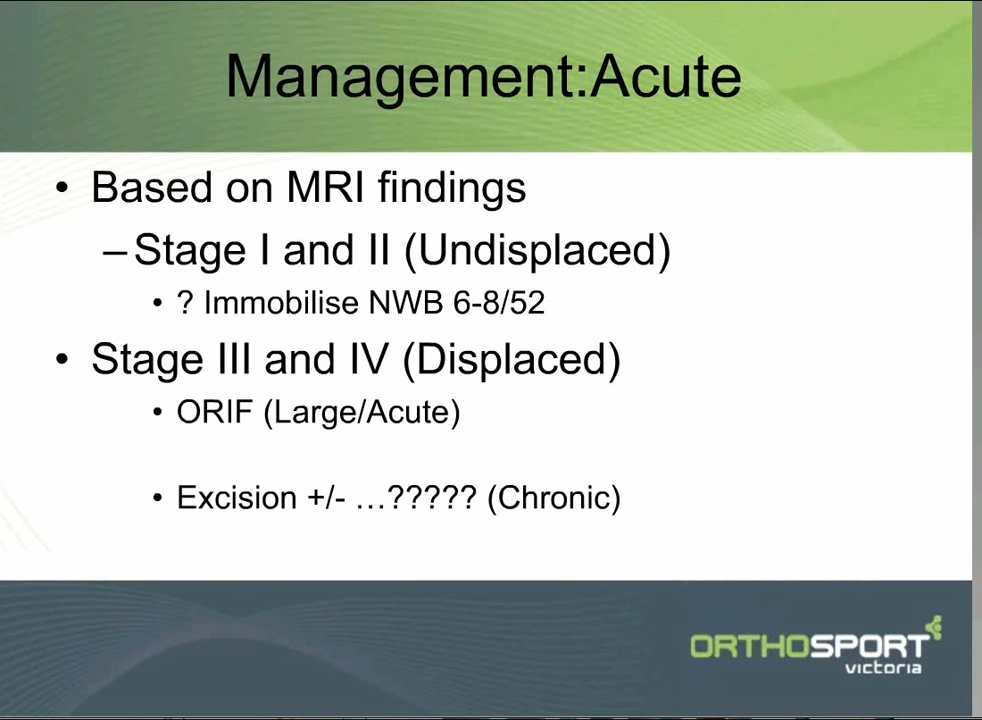 Management:Acute
• Based on MRI findings
–Stage I and II (Undisplaced)
• ? Immobilise NWB 6-8/52
• Stage III and IV (Displaced)
• ORIF (Large/Acute)
• Excision +/- …????? (Chronic)
ORTHOSPORT
victoria